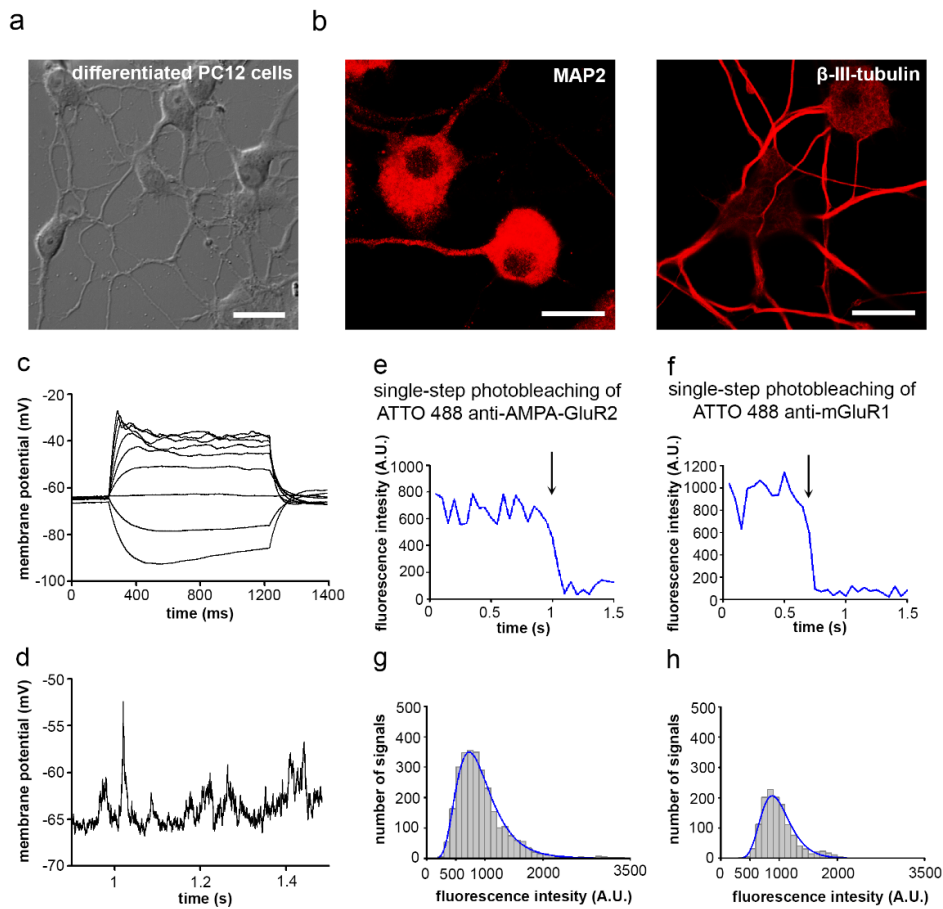 a
b
differentiated PC12 cells
MAP2
β-III-tubulin
c
-20
-40
-60
-80
-100
membrane potential (mV)
0
400
800
1200
1400
time (ms)
e
single-step photobleaching of
ATTO 488 anti-AMPA-GluR2
fluorescence intesity (A.U.)
1000
800
600
400
200
0
0
0.5
1
1.5
time (s)
f
single-step photobleaching of
ATTO 488 anti-mGluR1
fluorescence intesity (A.U.)
1200
1000
800
600
400
200
0
0
0.5
1.0
1.5
time (s)
d
membrane potential (mV)
-50
-55
-60
-65
-70
1
1.2
1.4
time (s)
g
number of signals
500
400
300
200
100
0
0
5500
1000
2000
3500
fluorescence intesity (A.U.)
h
number of signals
500
400
300
200
100
0
0
5500
1000
2000
3500
fluorescence intesity (A.U.)